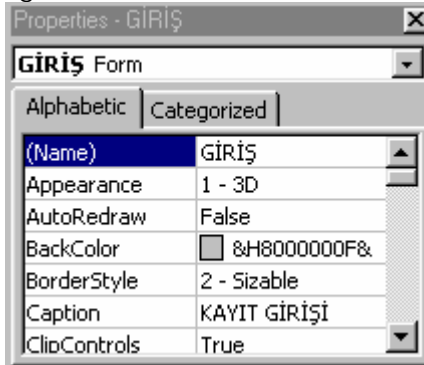 Properties - GİRİŞ
GİRİŞ Form
Alphabetic Categorized
(Name) GİRİŞ
Appearance 1 - 3D
AutoRedraw False
BackColor &H8000000F&
BorderStyle 2 - Sizable
Caption KAYIT GİRİŞİ
ClipControls True